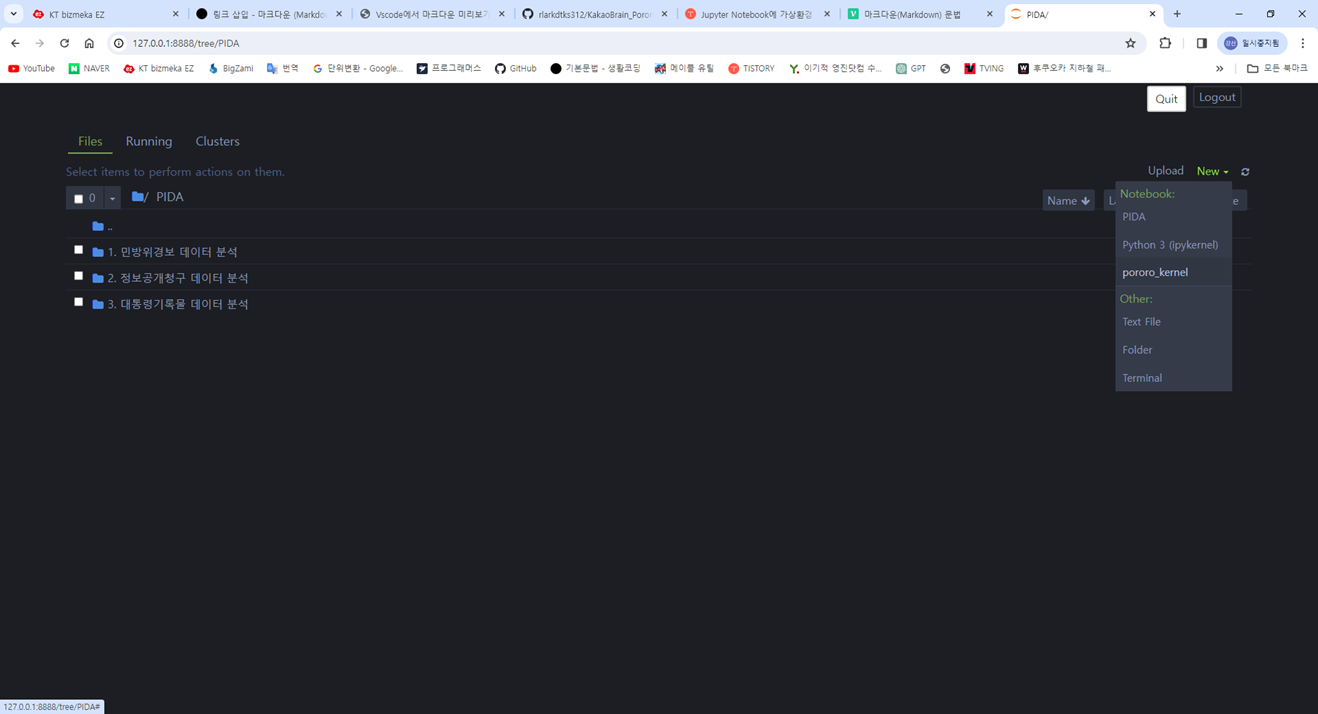 KT bizmeka EZ
링크 삽입 - 마크다운 (Markdo
Vscode에서 마크다운 미리보기
rlarkdtks312/KakaoBrain_Poror
Jupyter Notebook에 가상환경
마크다운(Markdown) 문법
PIDA/
127.0.0.1:8888/tree/PIDA
일시중지됨
YouTube
NAVER
KT bizmeka EZ
BigZami
번역
단위변환 - Google...
프로그래머스
GitHub
기본문법 - 생활코딩
메이플 유틸
TISTORY
이기적 영진닷컴 수...
GPT
TVING
후쿠오카 지하철 패...
모든 북마크
Quit
Logout
Files
Running
Clusters
Select items to perform actions on them.
Upload
New
0
/ PIDA
Name
..
1. 민방위경보 데이터 분석
2. 정보공개청구 데이터 분석
3. 대통령기록물 데이터 분석
Notebook:
PIDA
Python 3 (ipykernel)
pororo_kernel
Other:
Text File
Folder
Terminal
127.0.0.1:8888/tree/PIDA#